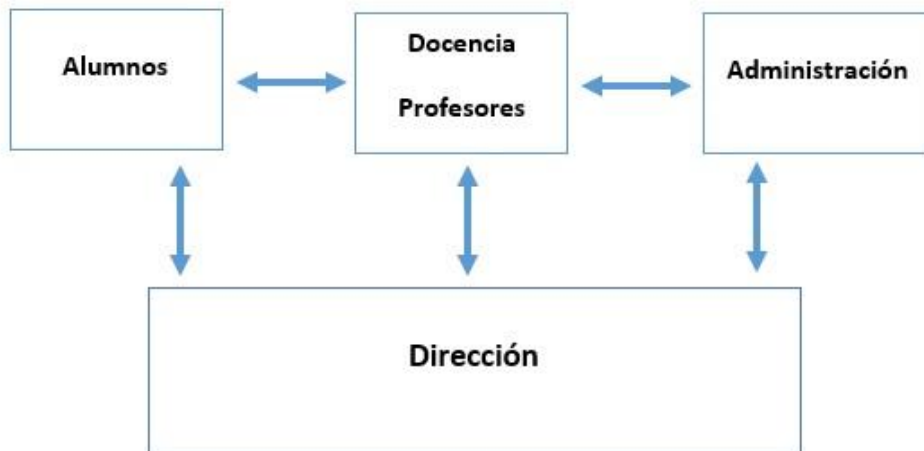 Alumnos
Docencia
Profesores
Administración
Dirección